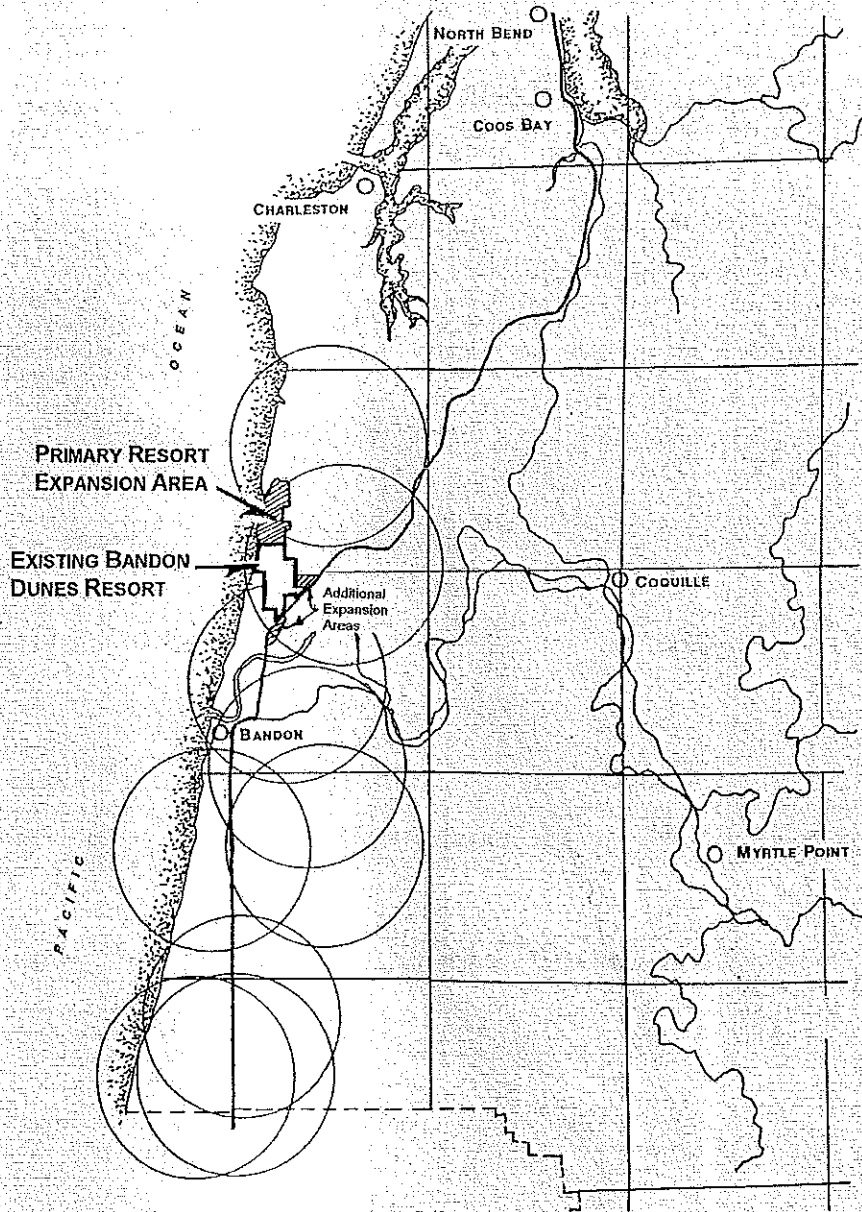 NORTH BEND
COOS BAY
CHARLESTON
OCEAN
PRIMARY RESORT
EXPANSION AREA
EXISTING BANDON
DUNES RESORT
Additional
Expansion
Areas
COQUILLE
BANDON
MYRTLE POINT
PACIFIC